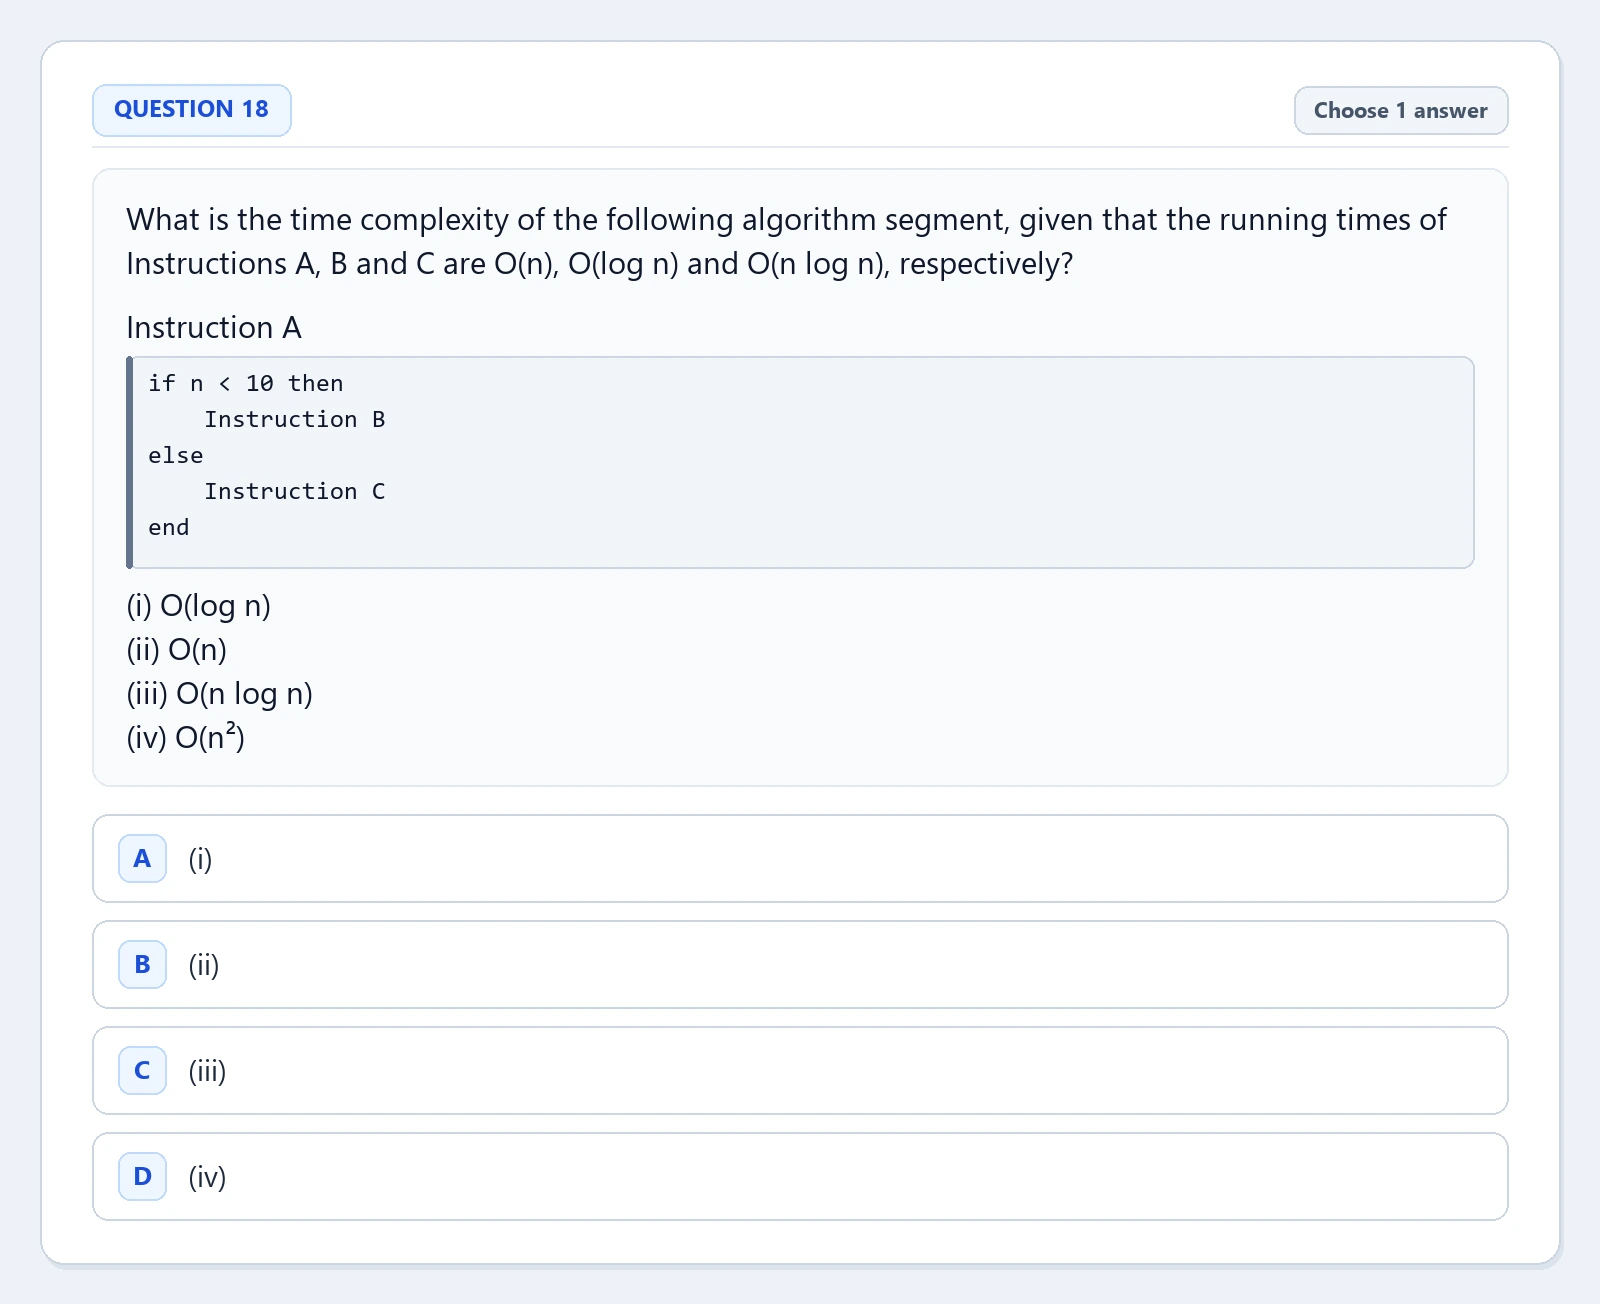 QUESTION 18
Choose 1 answer
What is the time complexity of the following algorithm segment, given that the running times of
Instructions A, B and C are O(n), O(log n) and O(n log n), respectively?
Instruction A
if n < 10 then
    Instruction B
else
    Instruction C
end
(i) O(log n)
(ii) O(n)
(iii) O(n log n)
(iv) O(n²)
A (i)
B (ii)
C (iii)
D (iv)